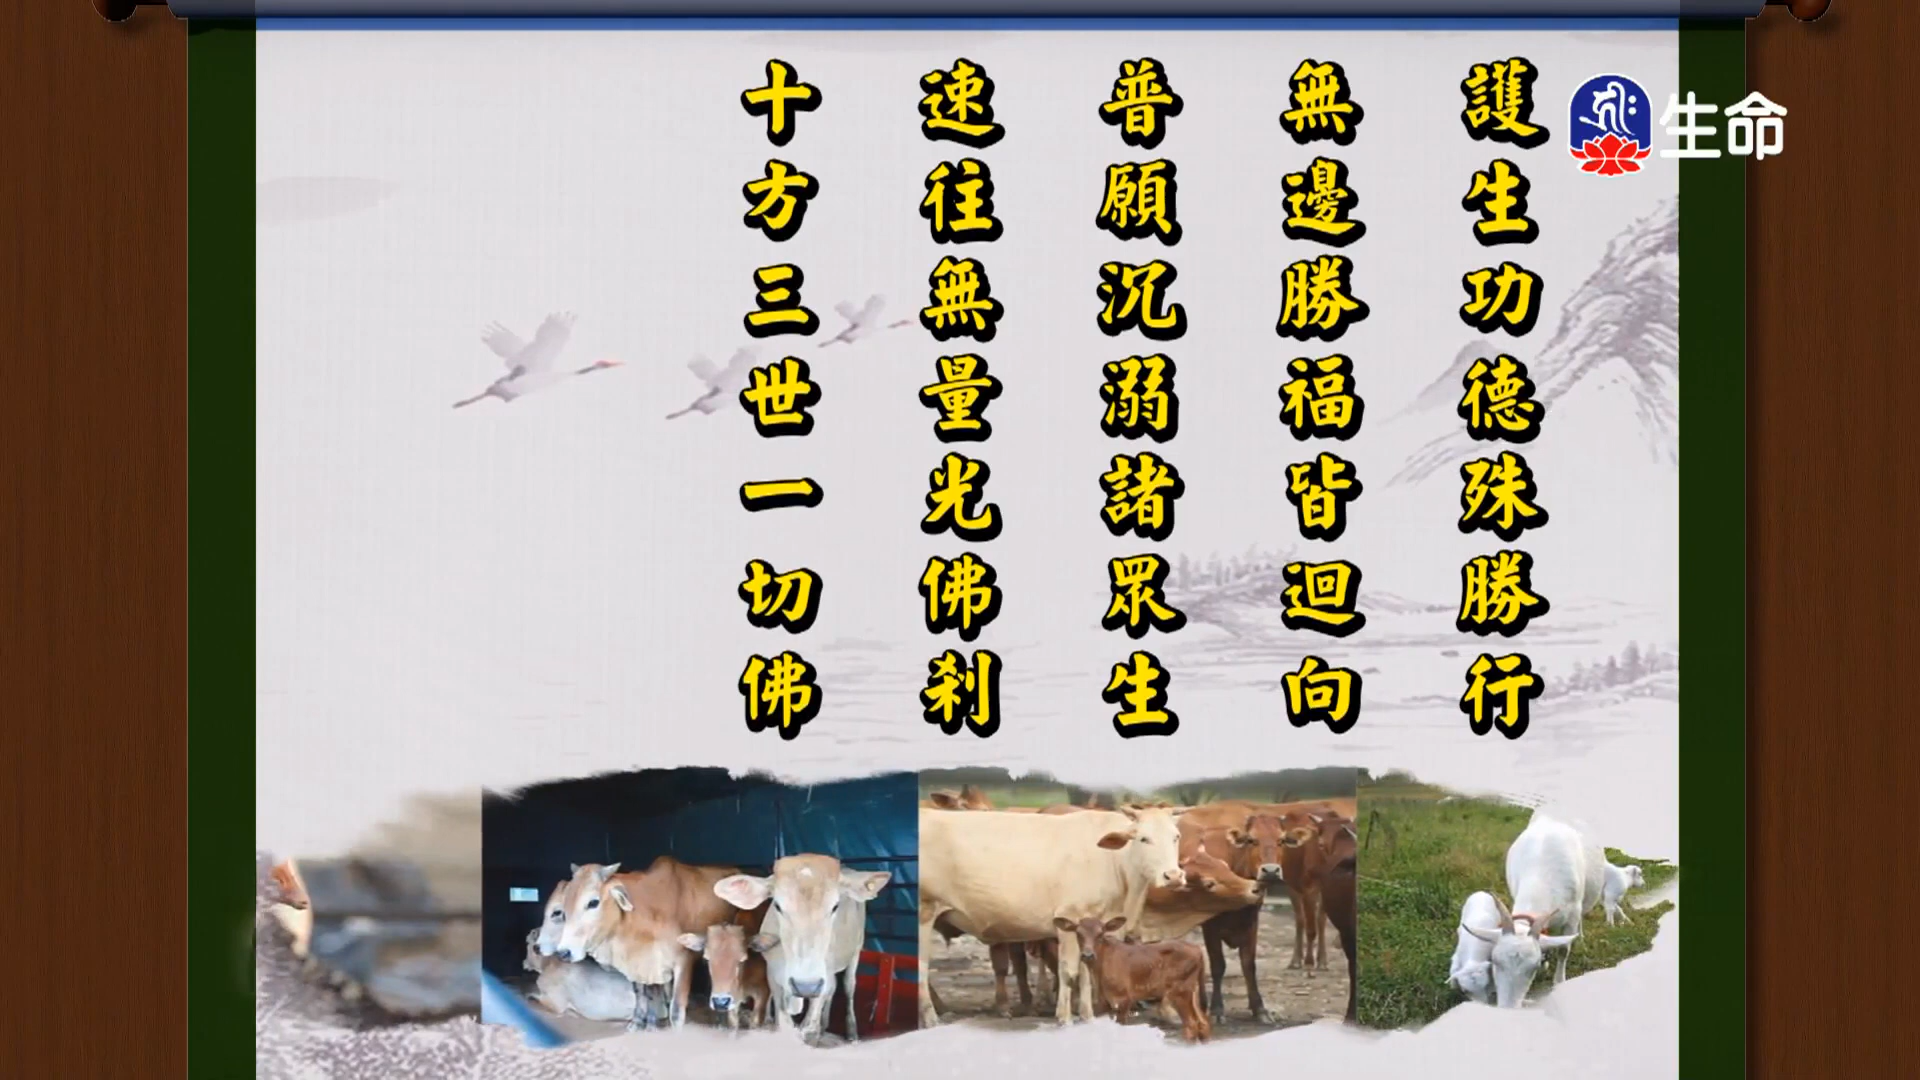 護生功德殊勝行
無邊勝福皆迴向
普願沉溺諸眾生
速往無量光佛剎
十方三世一切佛
生命